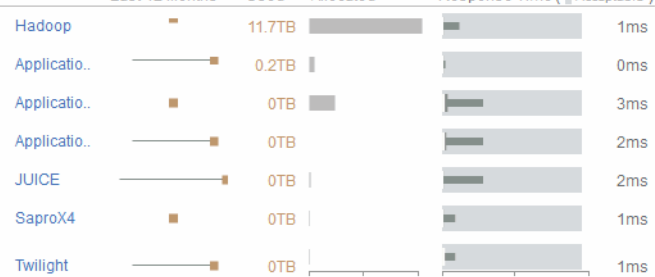 Hadoop 11.7TB 1ms
Applicatio.. 0.2TB 0ms
Applicatio.. 0TB 3ms
Applicatio.. 0TB 2ms
JUICE 0TB 2ms
SaproX4 0TB 1ms
Twilight 0TB 1ms